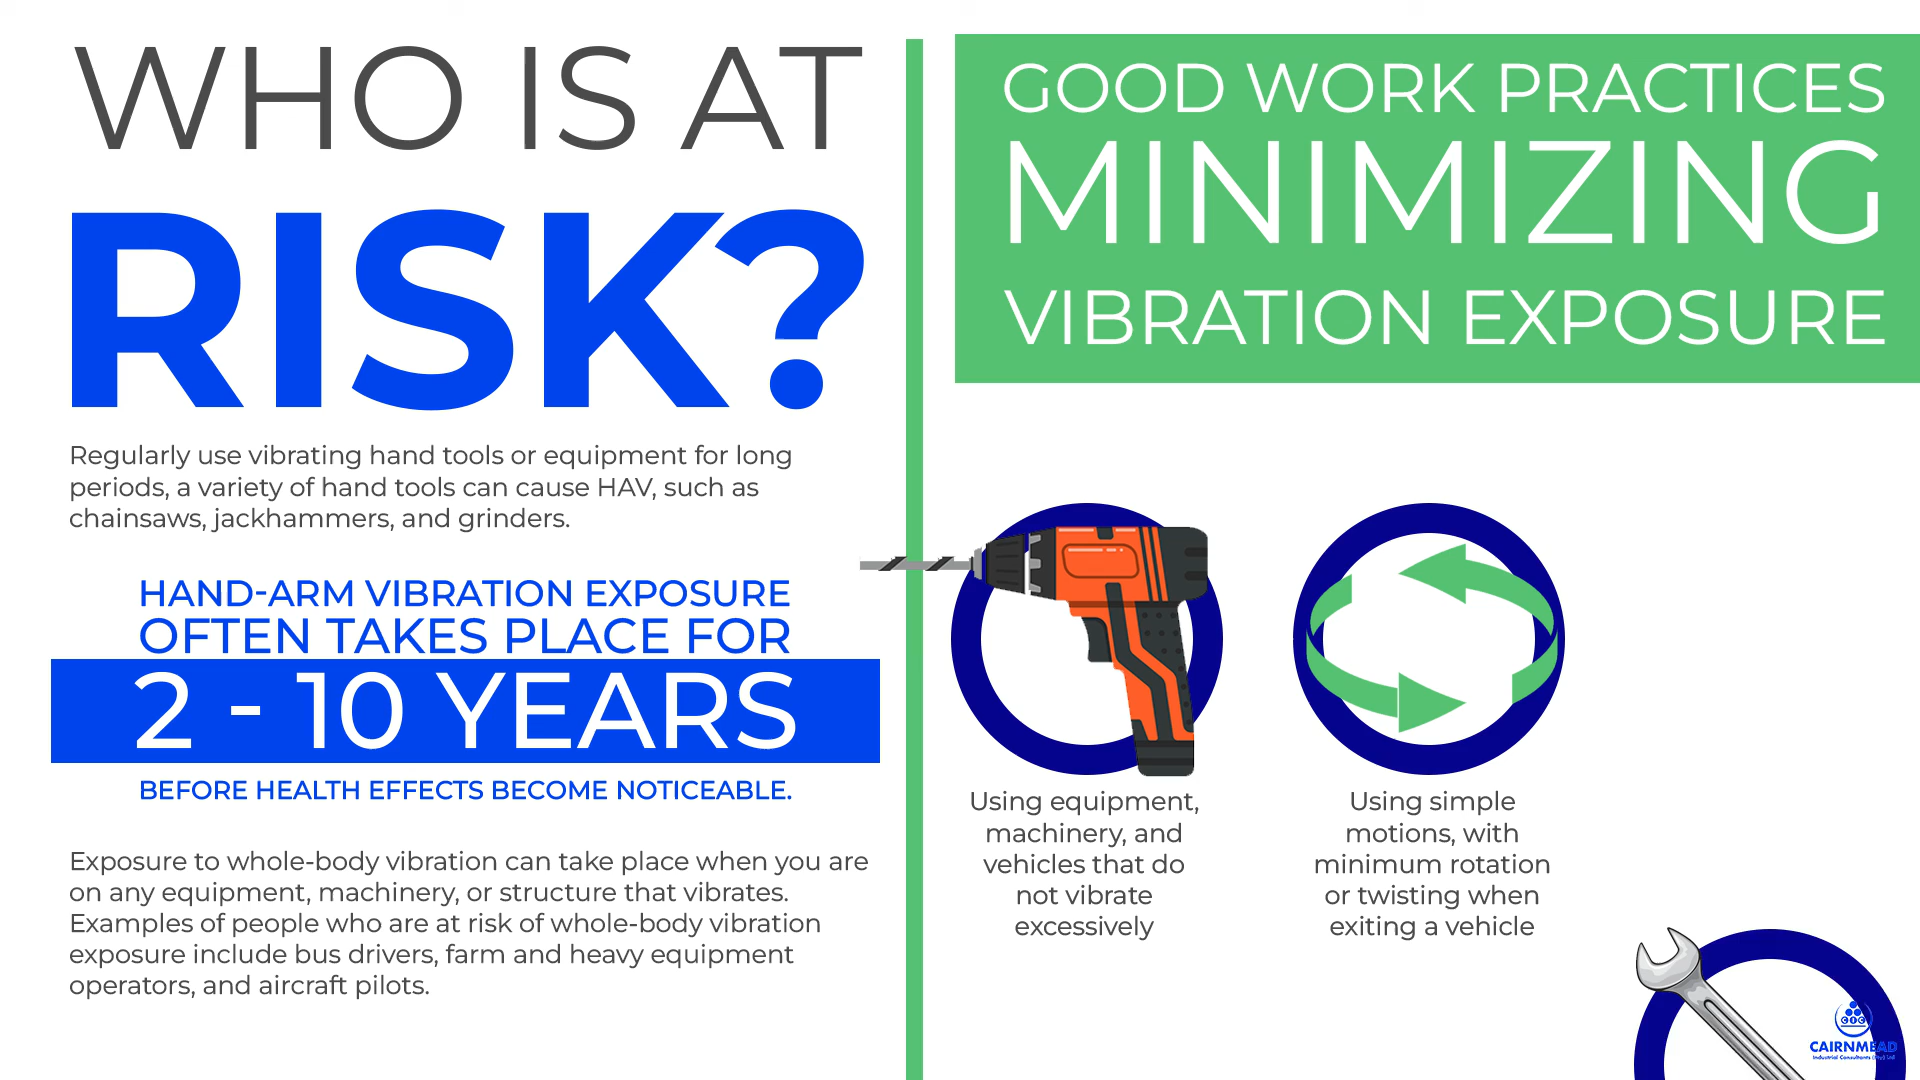 WHO IS AT
RISK?
Regularly use vibrating hand tools or equipment for long
periods, a variety of hand tools can cause HAV, such as
chainsaws, jackhammers, and grinders.
HAND-ARM VIBRATION EXPOSURE
OFTEN TAKES PLACE FOR
2 - 10 YEARS
BEFORE HEALTH EFFECTS BECOME NOTICEABLE.
Exposure to whole-body vibration can take place when you are
on any equipment, machinery, or structure that vibrates.
Examples of people who are at risk of whole-body vibration
exposure include bus drivers, farm and heavy equipment
operators, and aircraft pilots.
GOOD WORK PRACTICES
MINIMIZING
VIBRATION EXPOSURE
Using equipment,
machinery, and
vehicles that do
not vibrate
excessively
Using simple
motions, with
minimum rotation
or twisting when
exiting a vehicle
CIC
CAIRNMEAD
Industrial Consultants (Pty) Ltd